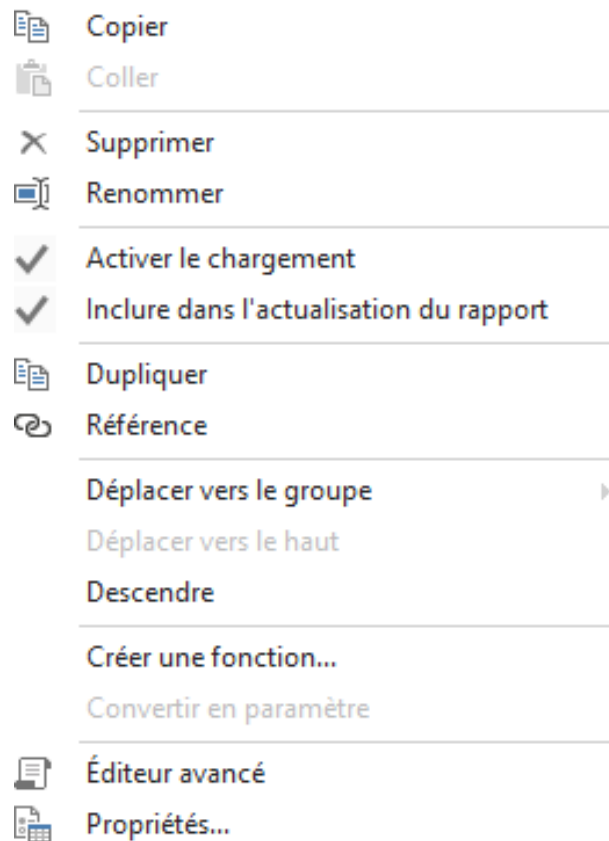 Copier
Coller
Supprimer
Renommer
Activer le chargement
Inclure dans l'actualisation du rapport
Dupliquer
Référence
Déplacer vers le groupe
Déplacer vers le haut
Descendre
Créer une fonction...
Convertir en paramètre
Éditeur avancé
Propriétés...